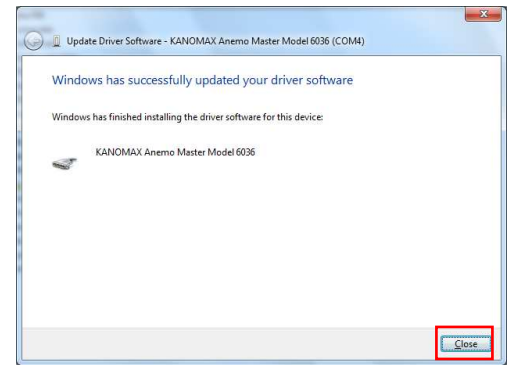 Update Driver Software - KANOMAX Anemo Master Model 6036 (COM4)
Windows has successfully updated your driver software
Windows has finished installing the driver software for this device:
KANOMAX Anemo Master Model 6036
Close